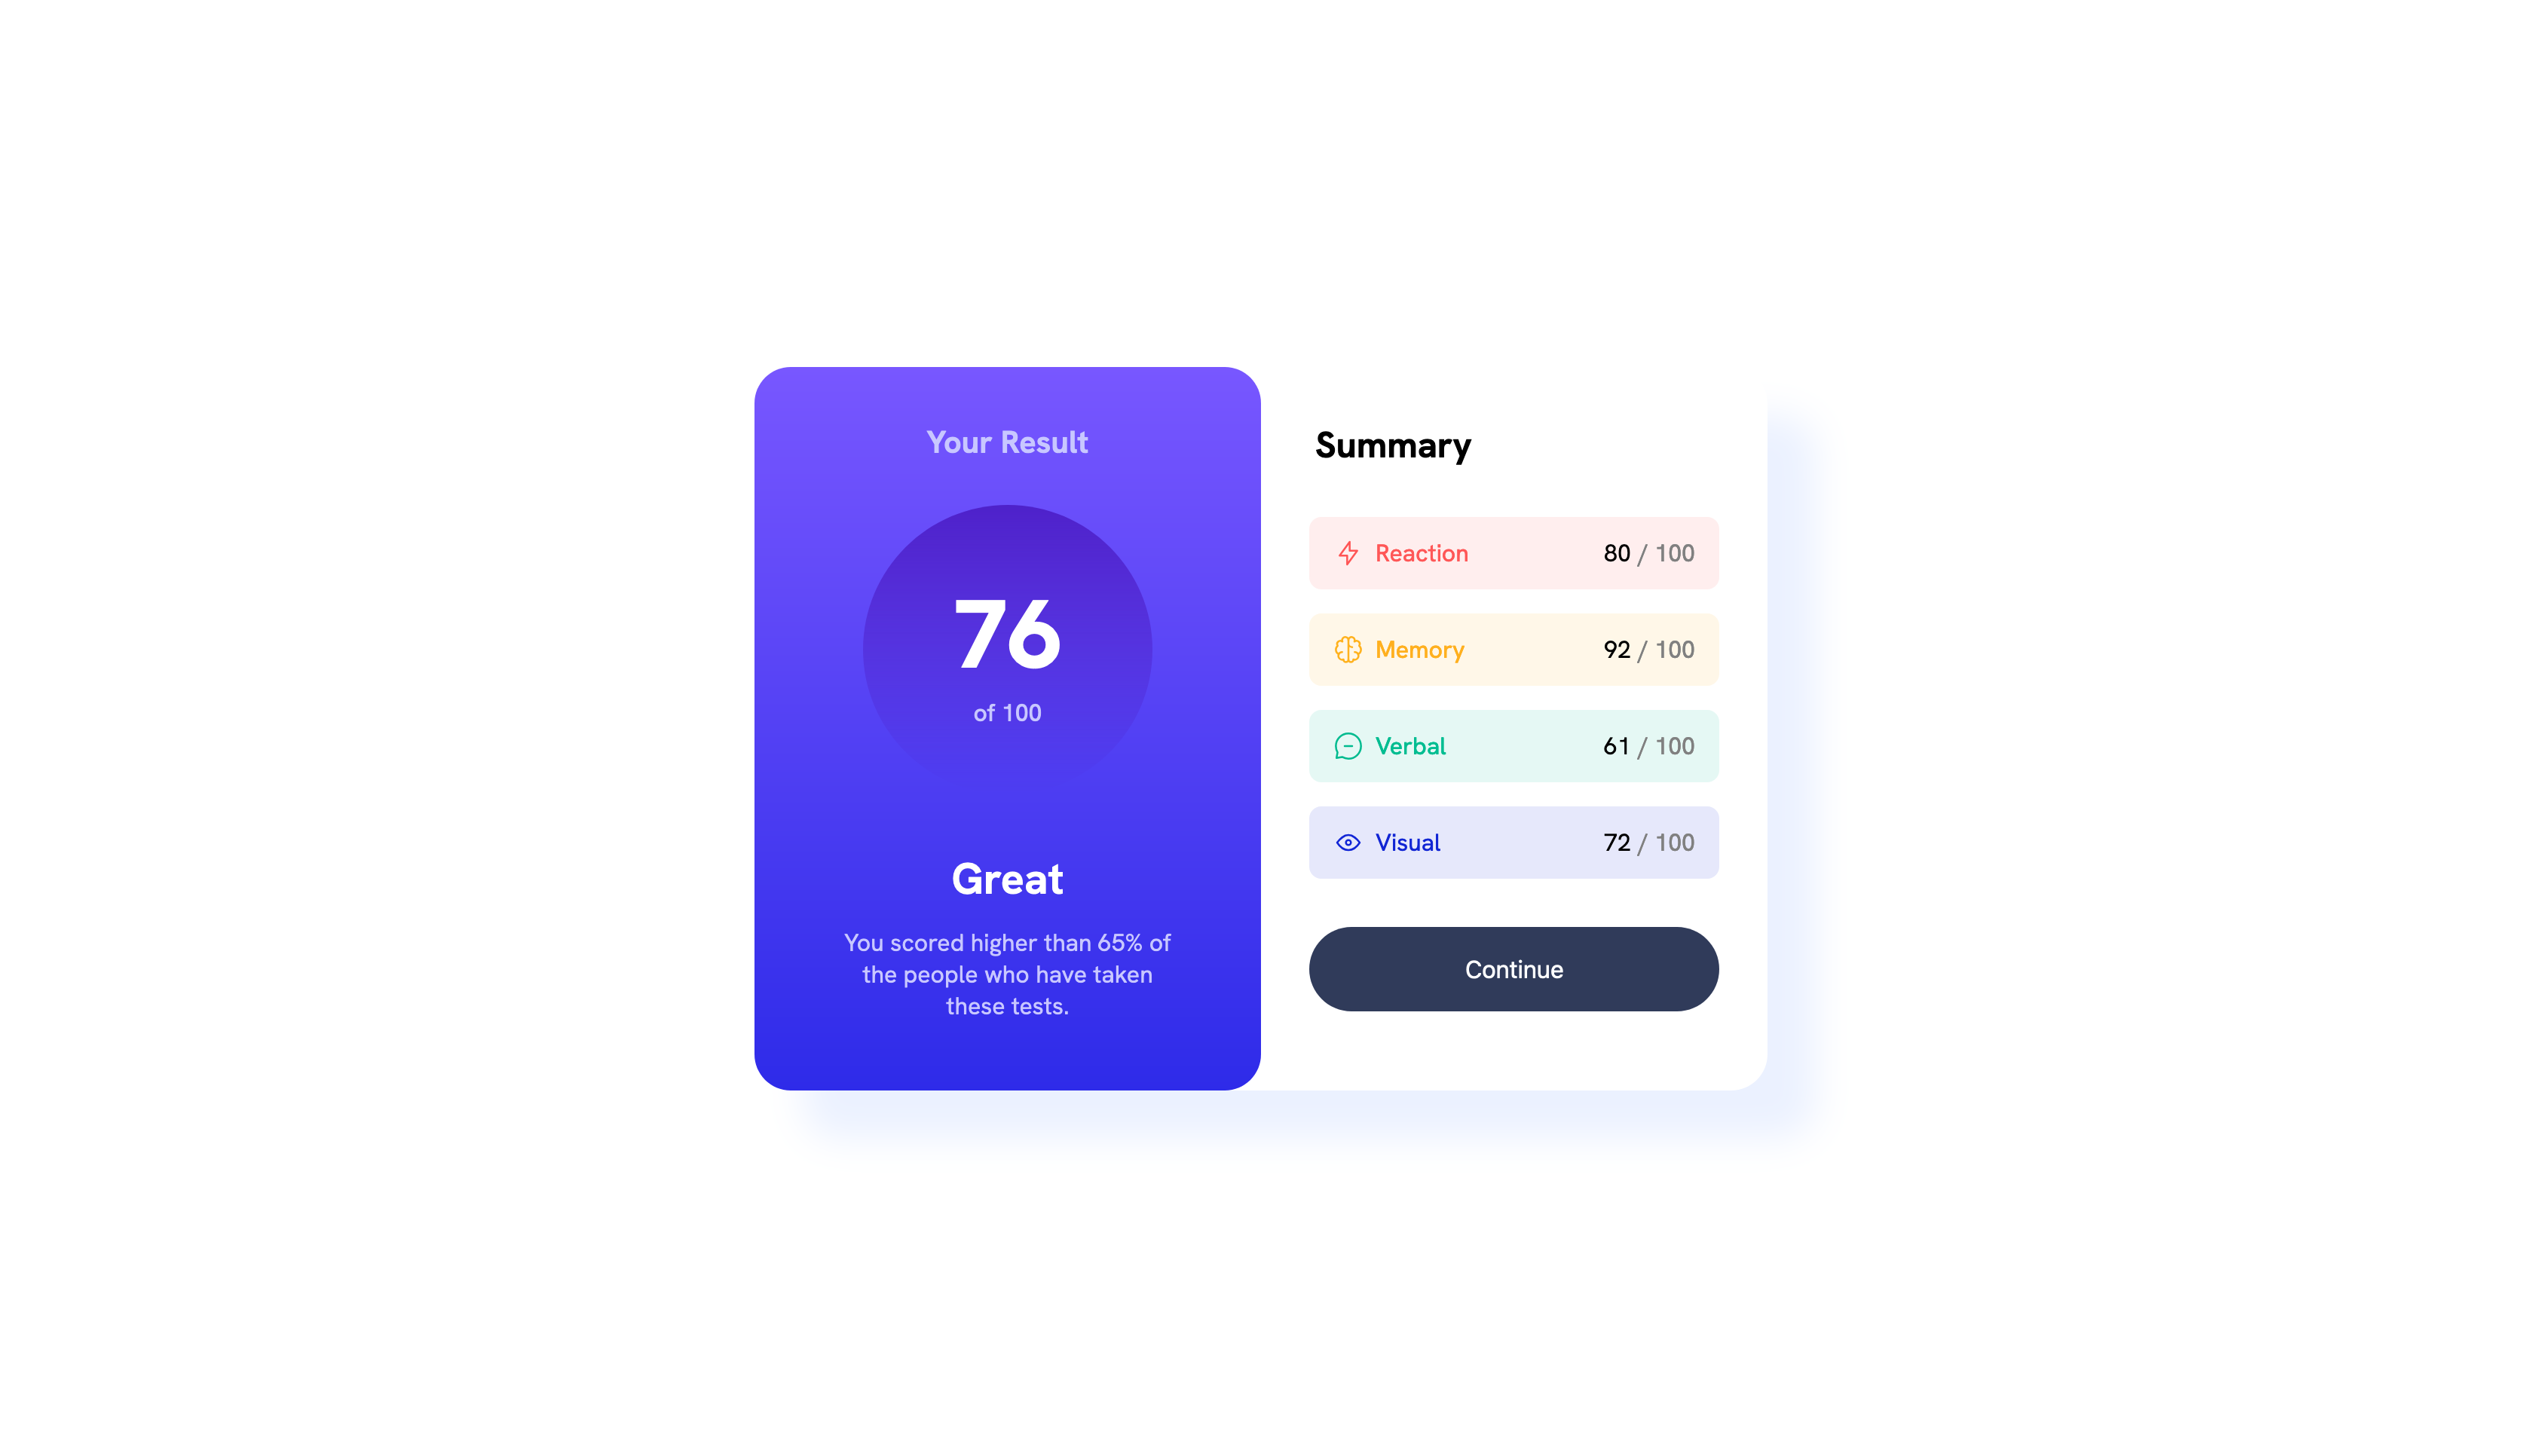 Your Result
76
of 100
Great
You scored higher than 65% of
the people who have taken
these tests.
Summary
Reaction 80 / 100
Memory 92 / 100
Verbal 61 / 100
Visual 72 / 100
Continue